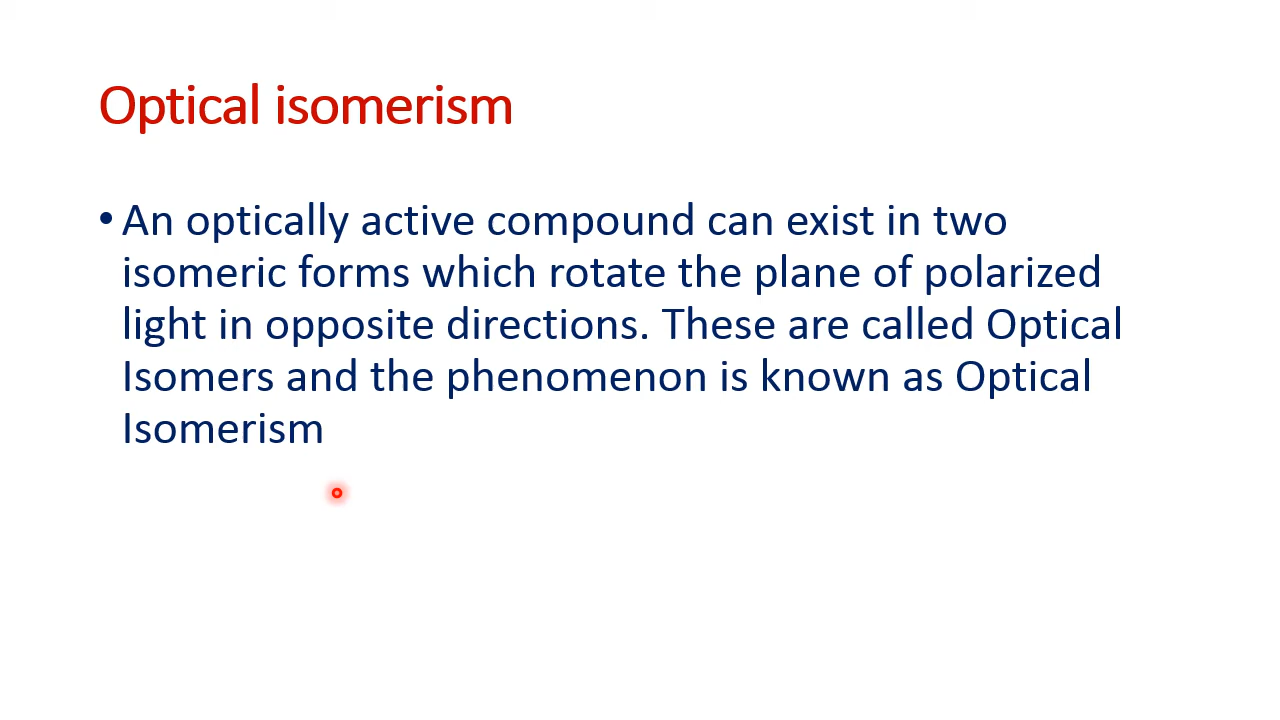 Optical isomerism
• An optically active compound can exist in two
isomeric forms which rotate the plane of polarized
light in opposite directions. These are called Optical
Isomers and the phenomenon is known as Optical
Isomerism